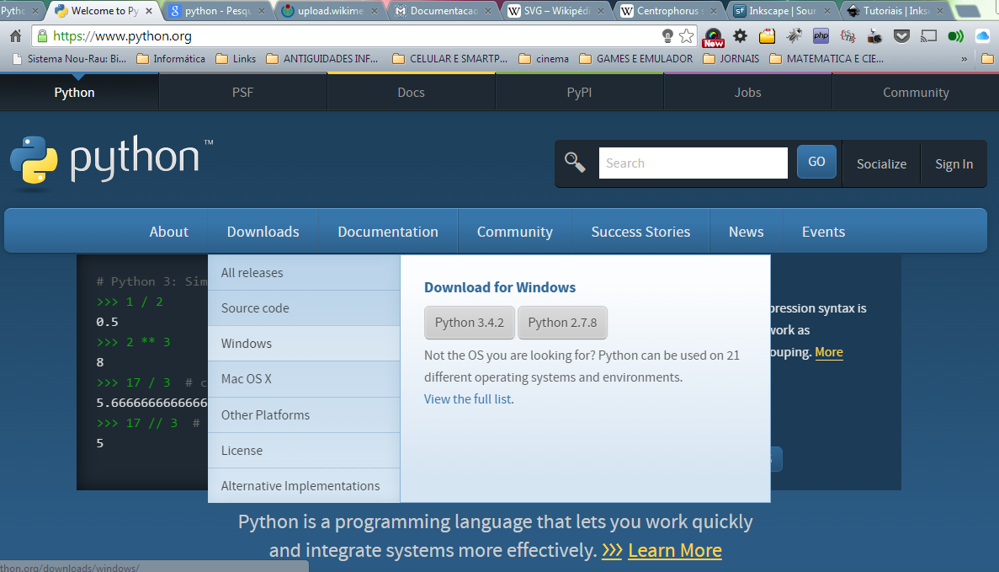 Pytho
Welcome to Py
python - Pesqu
upload.wikime
Documentacao
SVG – Wikipédi
Centrophorus s
Inkscape | Sour
Tutoriais | Inksc
https://www.python.org
New
php
Sistema Nou-Rau: Bi...
Informática
Links
ANTIGUIDADES INF...
CELULAR E SMARTP...
cinema
GAMES E EMULADOR
JORNAIS
MATEMATICA E CIE...
»
Python
PSF
Docs
PyPI
Jobs
Community
python™
Search
GO
Socialize
Sign In
About
Downloads
Documentation
Community
Success Stories
News
Events
# Python 3: Sim
>>> 1 / 2
0.5
>>> 2 ** 3
8
>>> 17 / 3 # c
5.6666666666666
>>> 17 // 3 #
5
All releases
Source code
Windows
Mac OS X
Other Platforms
License
Alternative Implementations
Download for Windows
Python 3.4.2
Python 2.7.8
Not the OS you are looking for? Python can be used on 21
different operating systems and environments.
View the full list.
pression syntax is
work as
ouping. More
Python is a programming language that lets you work quickly
and integrate systems more effectively. >>> Learn More
thon.org/downloads/windows/